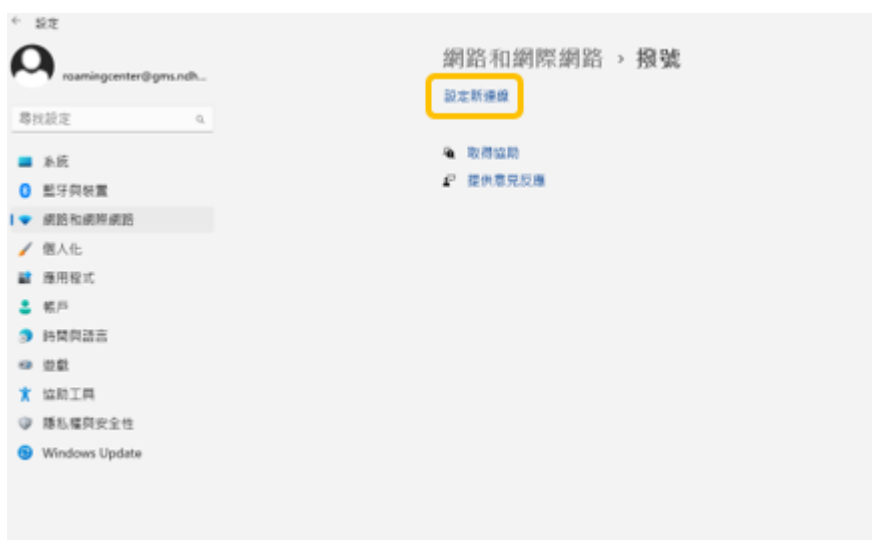 ← 設定
網路和網際網路 › 撥號
roamingcenter@gms.ndh...
設定新連線
尋找設定
取得協助
系統
提供意見反應
藍牙與裝置
網路和網際網路
個人化
應用程式
帳戶
時間與語言
遊戲
協助工具
隱私權與安全性
Windows Update